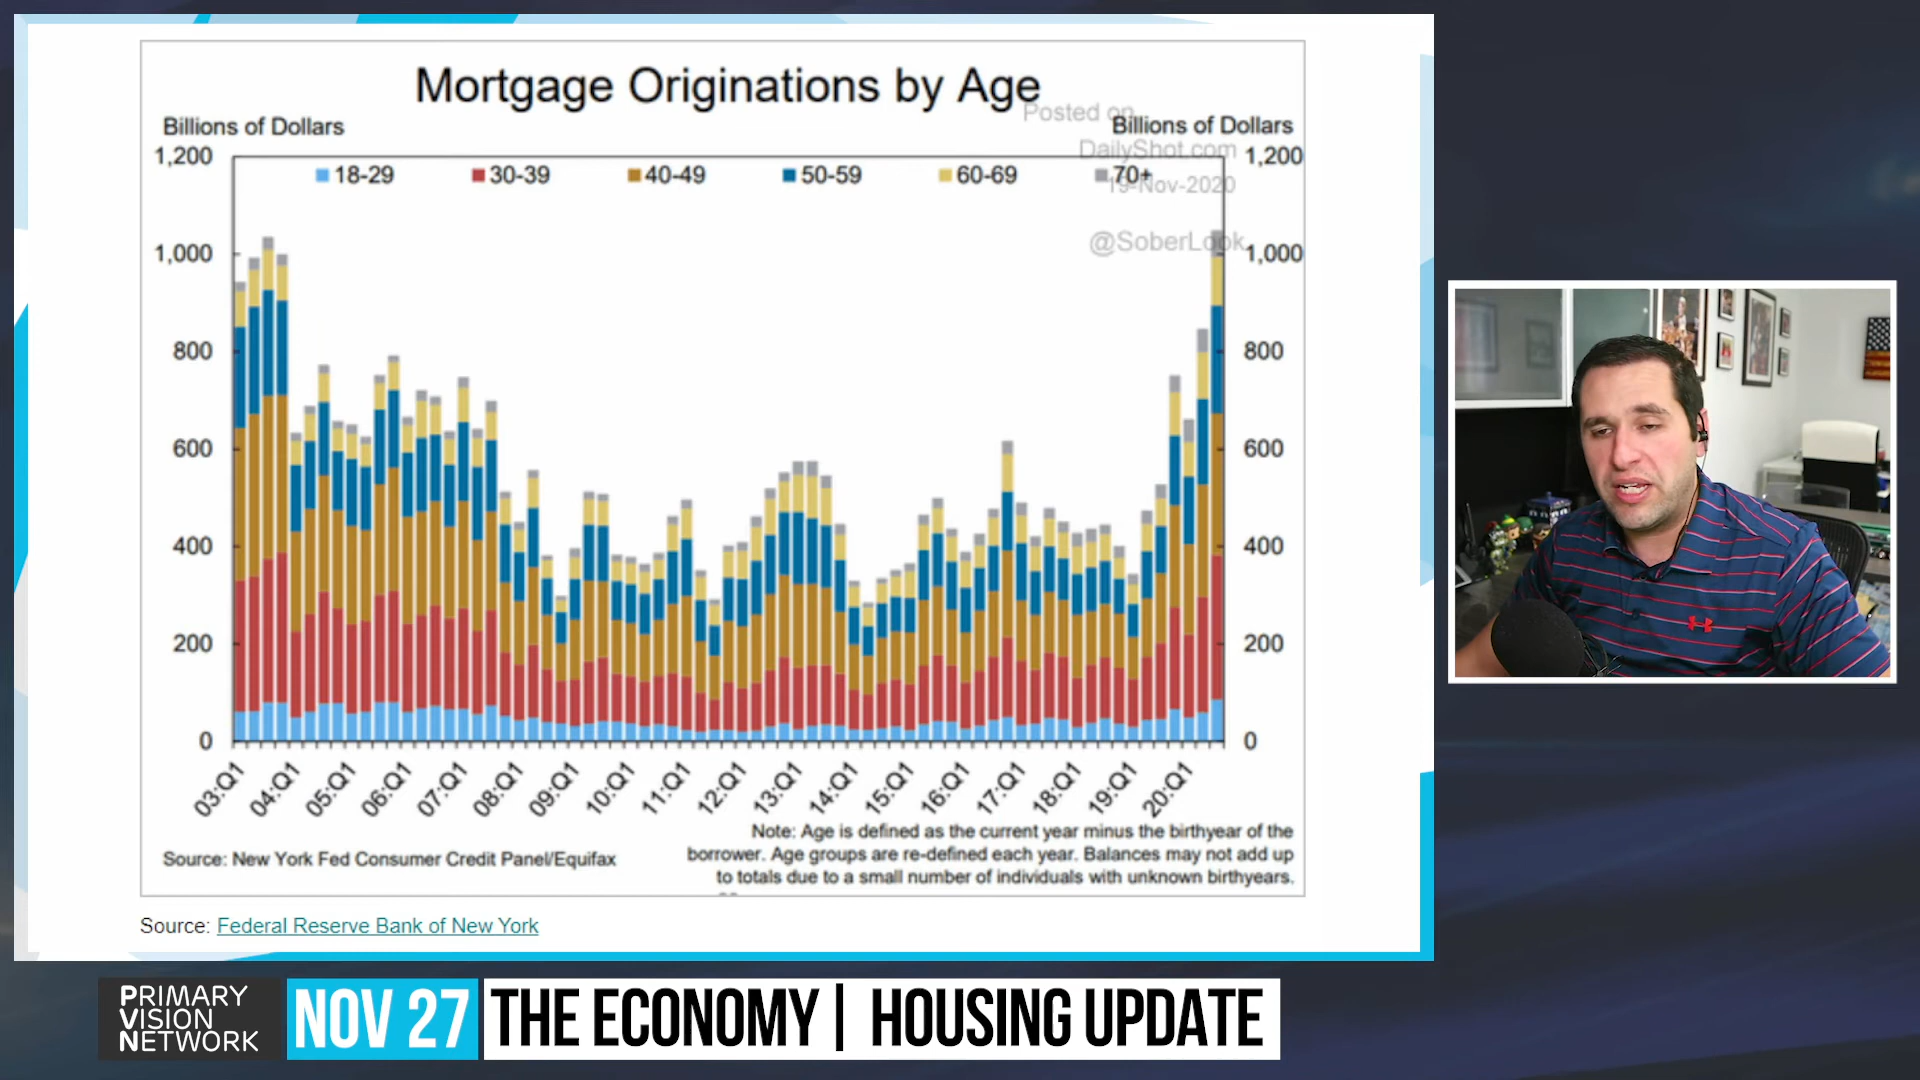 Mortgage Originations by Age
Posted on
Billions of Dollars
Billions of Dollars
DailyShot.com
19-Nov-2020
@SoberLook
1,200
1,200
18-29 30-39 40-49 50-59 60-69 70+
1,000
1,000
800
800
600
600
400
400
200
200
0
0
03:Q1 04:Q1 05:Q1 06:Q1 07:Q1 08:Q1 09:Q1 10:Q1 11:Q1 12:Q1 13:Q1 14:Q1 15:Q1 16:Q1 17:Q1 18:Q1 19:Q1 20:Q1
Note: Age is defined as the current year minus the birthyear of the
borrower. Age groups are re-defined each year. Balances may not add up
to totals due to a small number of individuals with unknown birthyears.
Source: New York Fed Consumer Credit Panel/Equifax
Source: Federal Reserve Bank of New York
PRIMARY
VISION
NETWORK
NOV 27
THE ECONOMY | HOUSING UPDATE